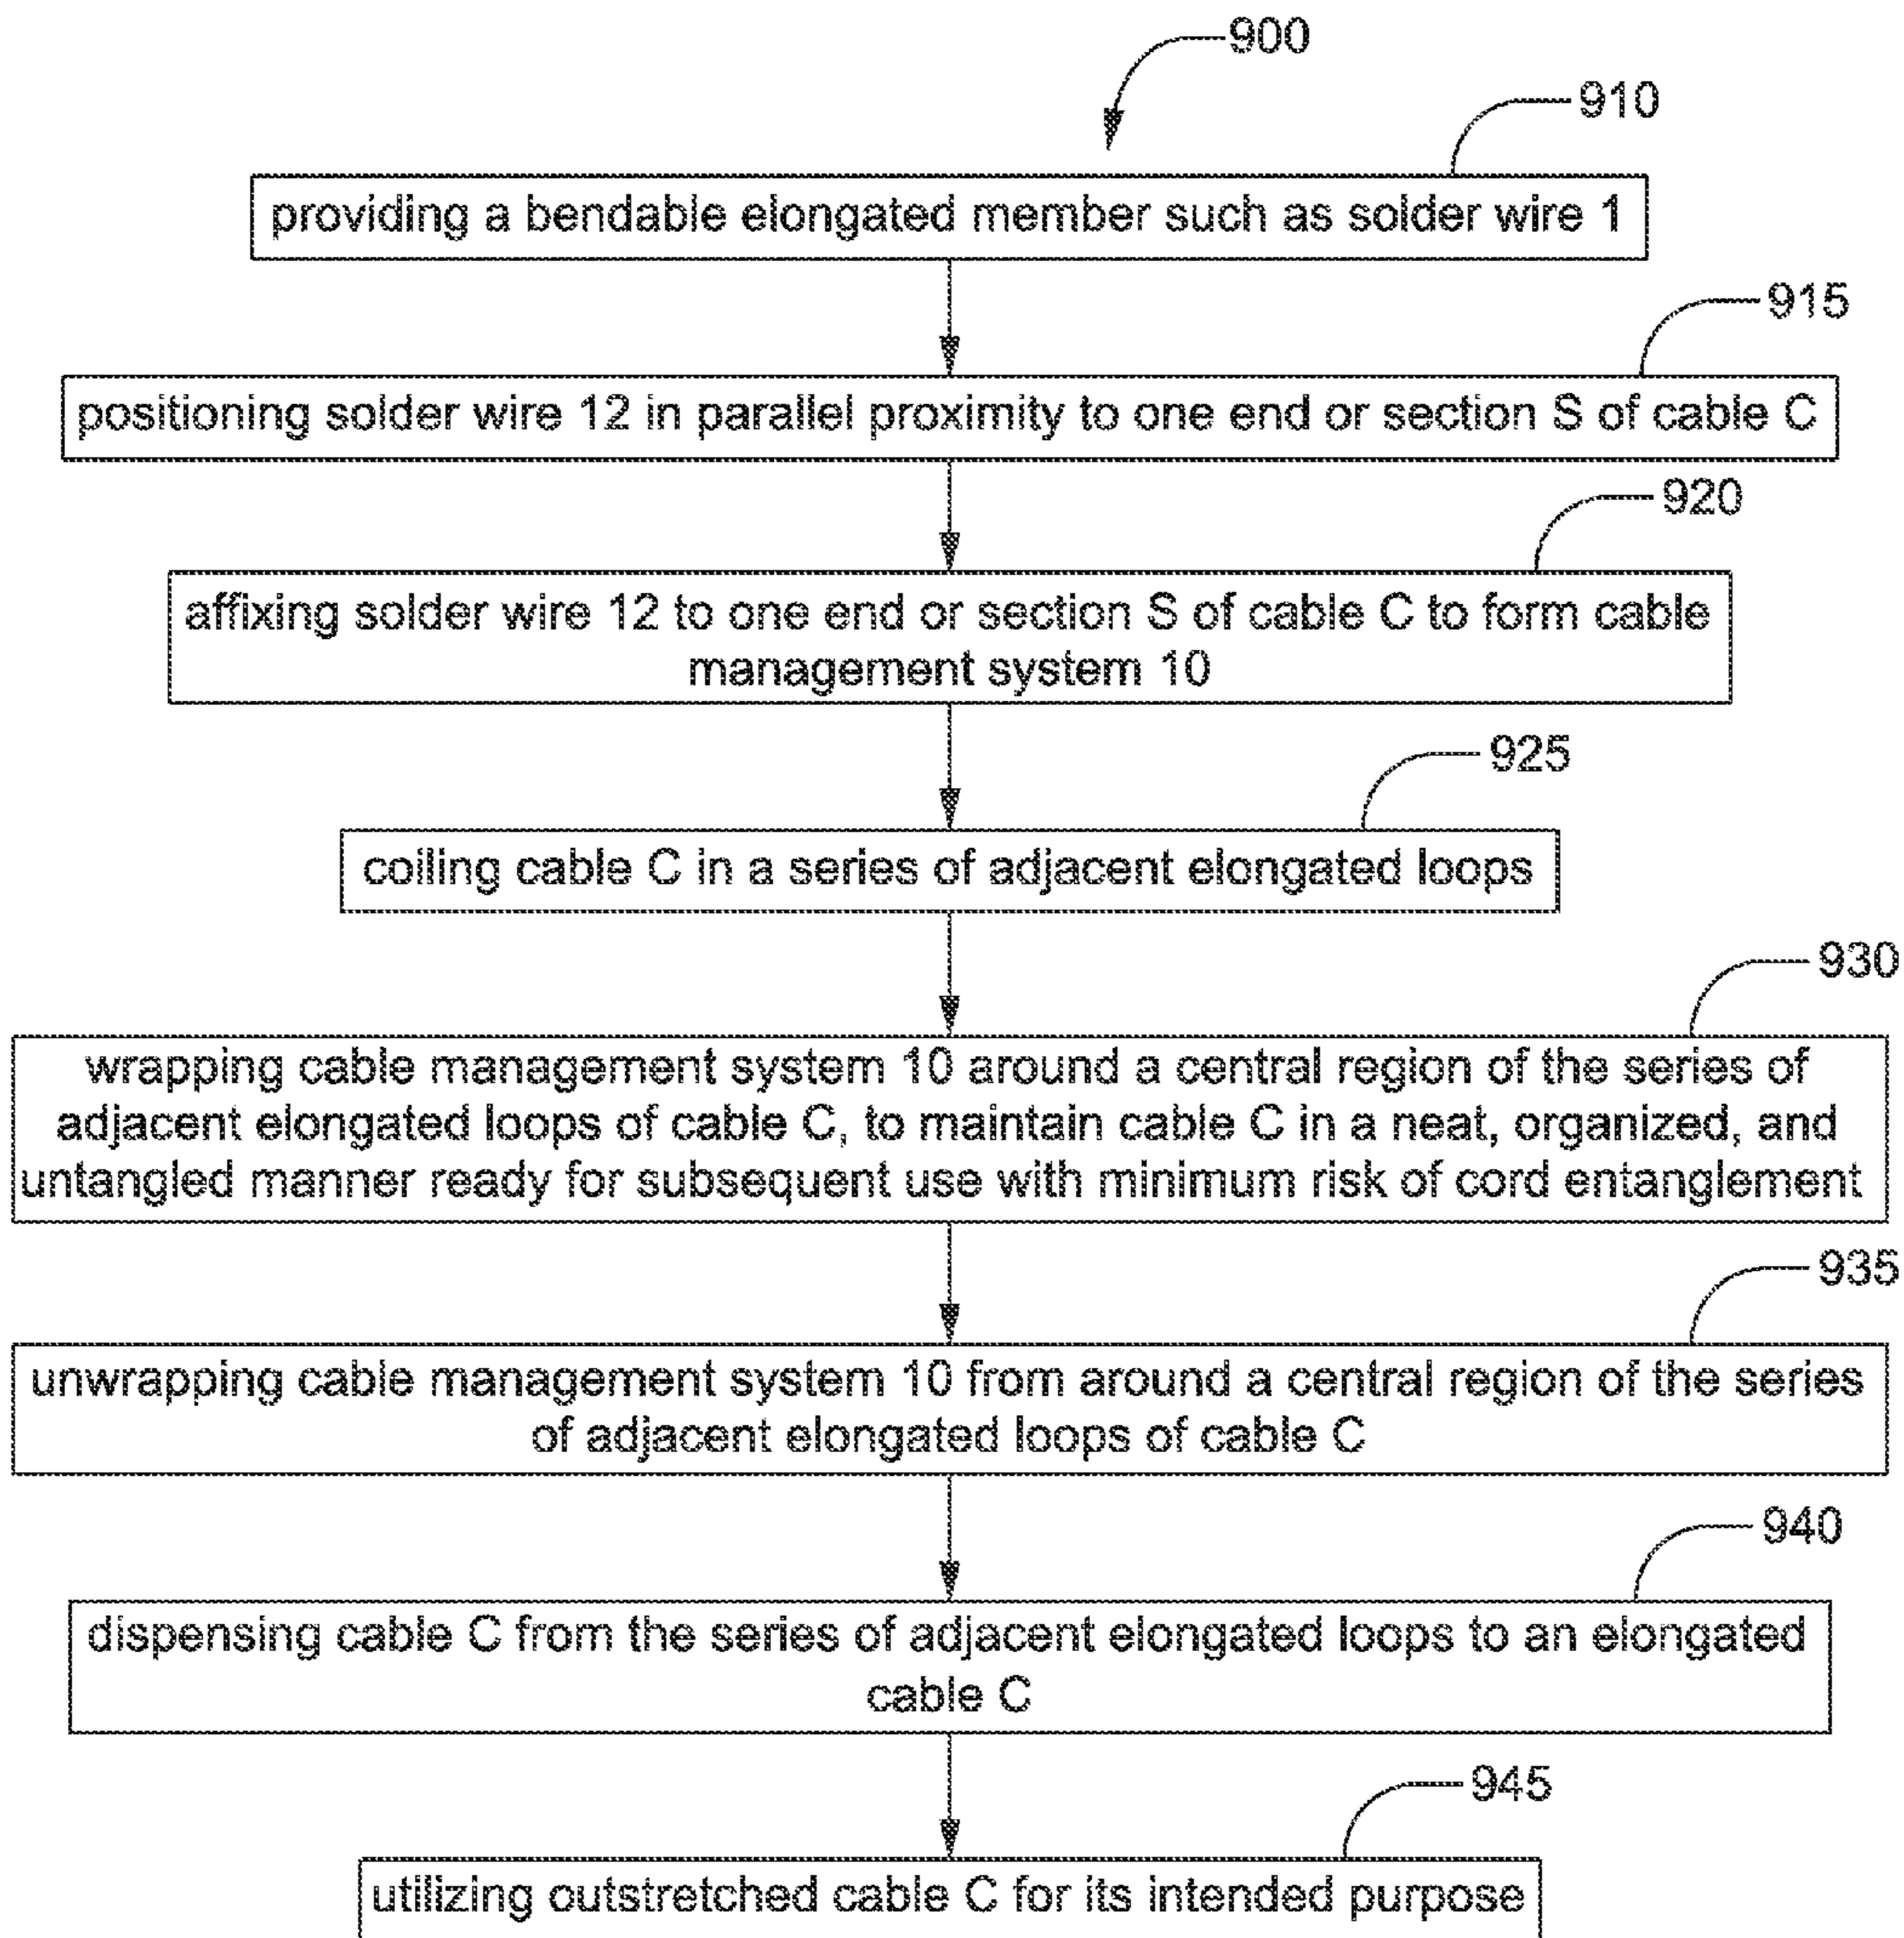 900
910
providing a bendable elongated member such as solder wire 1
915
positioning solder wire 12 in parallel proximity to one end or section S of cable C
920
affixing solder wire 12 to one end or section S of cable C to form cable
management system 10
925
coiling cable C in a series of adjacent elongated loops
930
wrapping cable management system 10 around a central region of the series of
adjacent elongated loops of cable C, to maintain cable C in a neat, organized, and
untangled manner ready for subsequent use with minimum risk of cord entanglement
935
unwrapping cable management system 10 from around a central region of the series
of adjacent elongated loops of cable C
940
dispensing cable C from the series of adjacent elongated loops to an elongated
cable C
945
utilizing outstretched cable C for its intended purpose